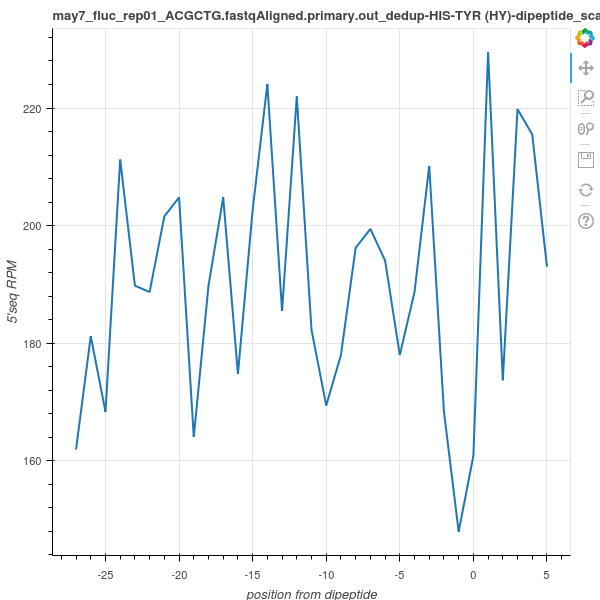 may7_fluc_rep01_ACGCTG.fastqAligned.primary.out_dedup-HIS-TYR (HY)-dipeptide_sca
220
200
180
160
5'seq RPM
-25 -20 -15 -10 -5 0 5
position from dipeptide